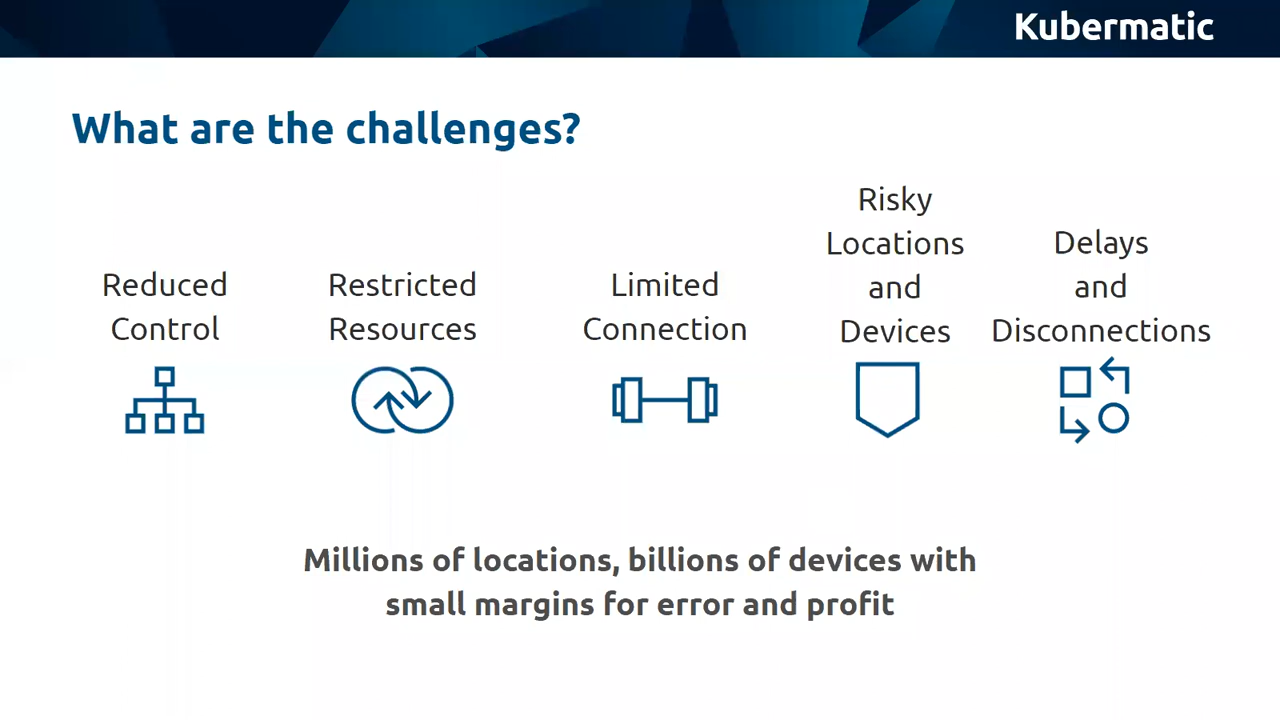 Kubermatic
What are the challenges?
Reduced
Control
Restricted
Resources
Limited
Connection
Risky
Locations
and
Devices
Delays
and
Disconnections
Millions of locations, billions of devices with
small margins for error and profit